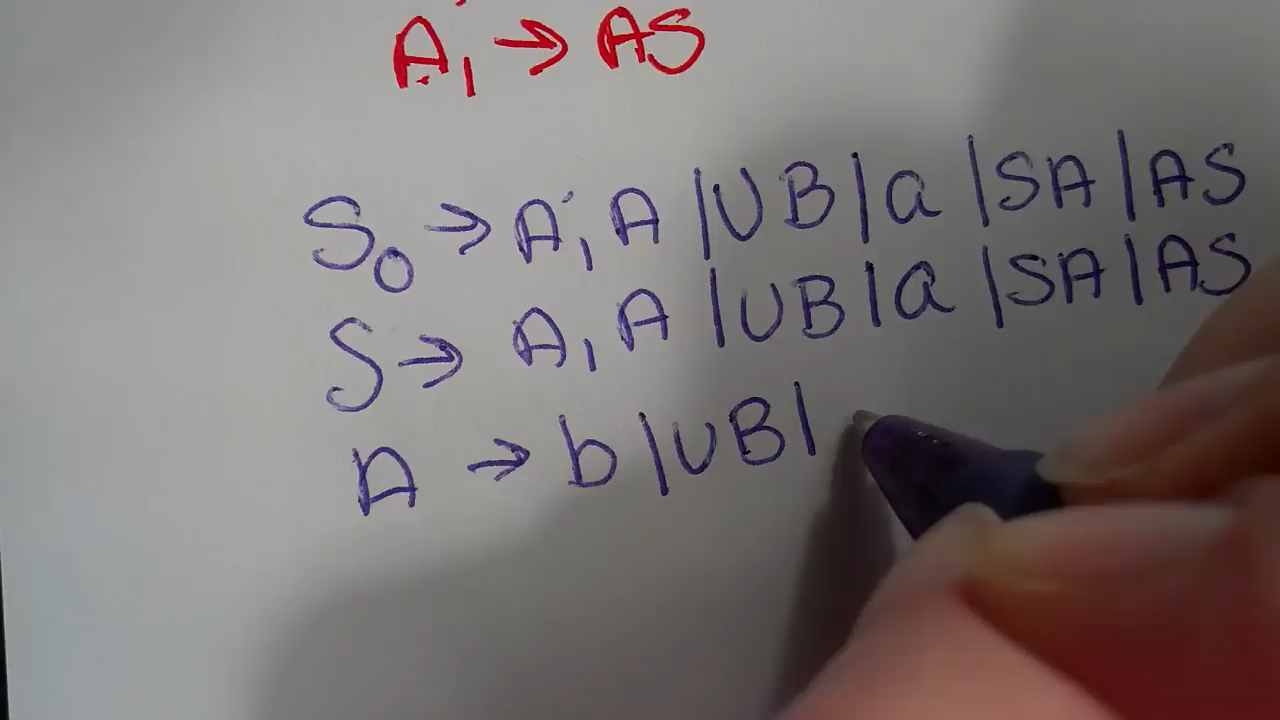 A₁ → AS
S₀ → A₁A | UB | a | SA | AS
S → A₁A | UB | a | SA | AS
A → b | UB |